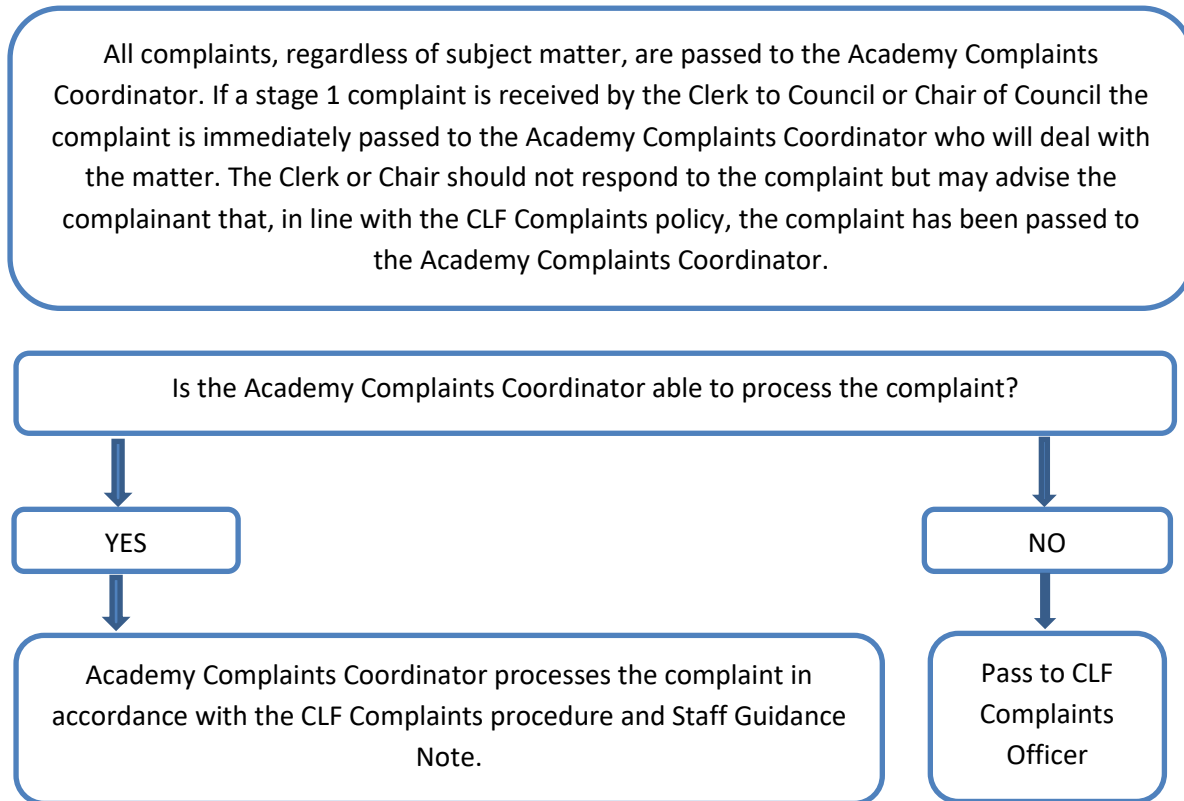 All complaints, regardless of subject matter, are passed to the Academy Complaints
Coordinator. If a stage 1 complaint is received by the Clerk to Council or Chair of Council the
complaint is immediately passed to the Academy Complaints Coordinator who will deal with
the matter. The Clerk or Chair should not respond to the complaint but may advise the
complainant that, in line with the CLF Complaints policy, the complaint has been passed to
the Academy Complaints Coordinator.
Is the Academy Complaints Coordinator able to process the complaint?
YES
NO
Academy Complaints Coordinator processes the complaint in
accordance with the CLF Complaints procedure and Staff Guidance
Note.
Pass to CLF
Complaints
Officer